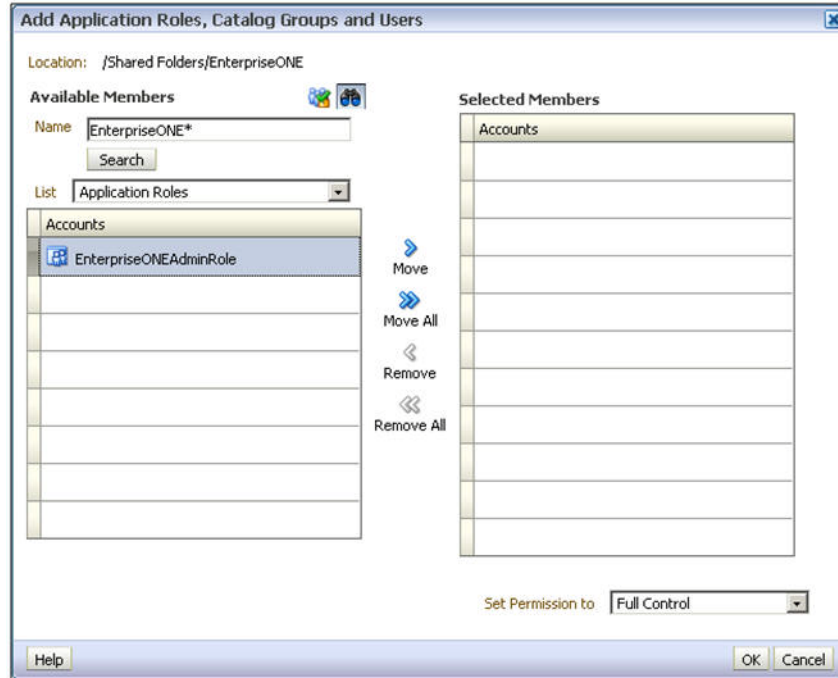 Add Application Roles, Catalog Groups and Users
Location: /Shared Folders/EnterpriseONE
Available Members
Name EnterpriseONE*
Search
List Application Roles
Accounts
EnterpriseONEAdminRole
Move
Move All
Remove
Remove All
Selected Members
Accounts
Set Permission to Full Control
Help
OK Cancel